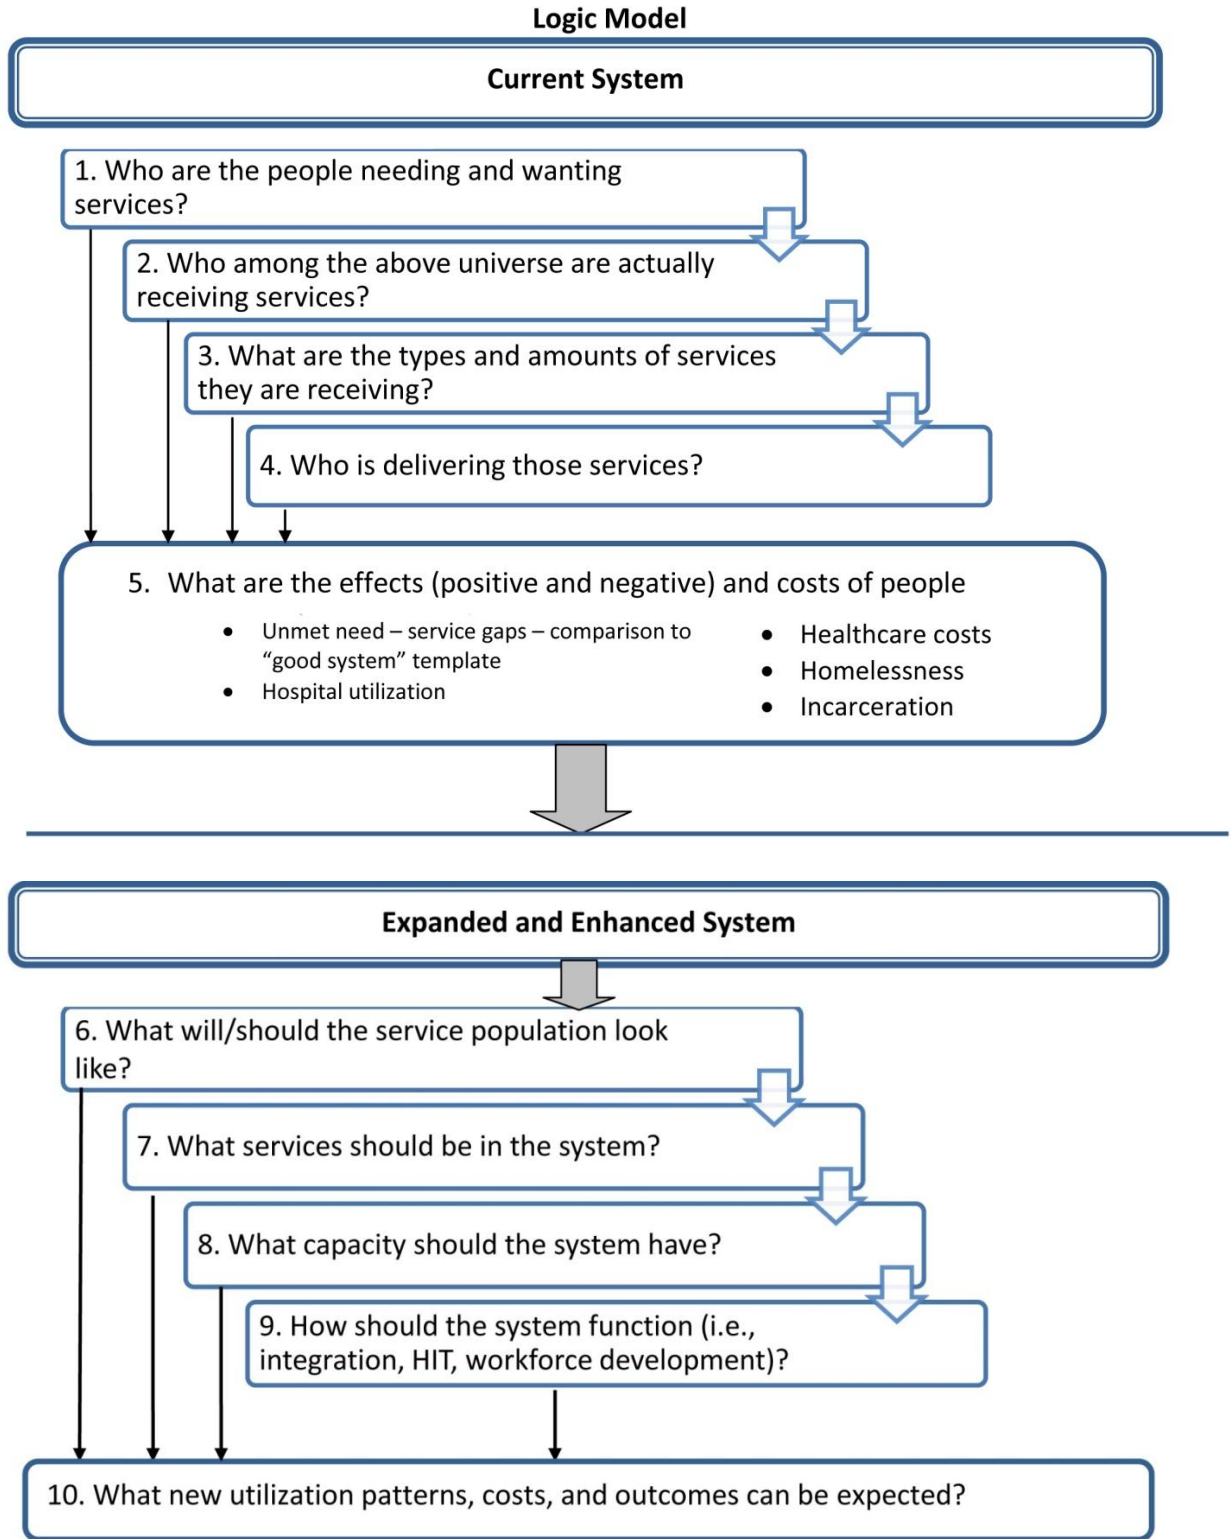 Logic Model
Current System
1. Who are the people needing and wanting
services?
2. Who among the above universe are actually
receiving services?
3. What are the types and amounts of services
they are receiving?
4. Who is delivering those services?
5. What are the effects (positive and negative) and costs of people
• Unmet need – service gaps – comparison to
“good system” template
• Hospital utilization
• Healthcare costs
• Homelessness
• Incarceration
Expanded and Enhanced System
6. What will/should the service population look
like?
7. What services should be in the system?
8. What capacity should the system have?
9. How should the system function (i.e.,
integration, HIT, workforce development)?
10. What new utilization patterns, costs, and outcomes can be expected?